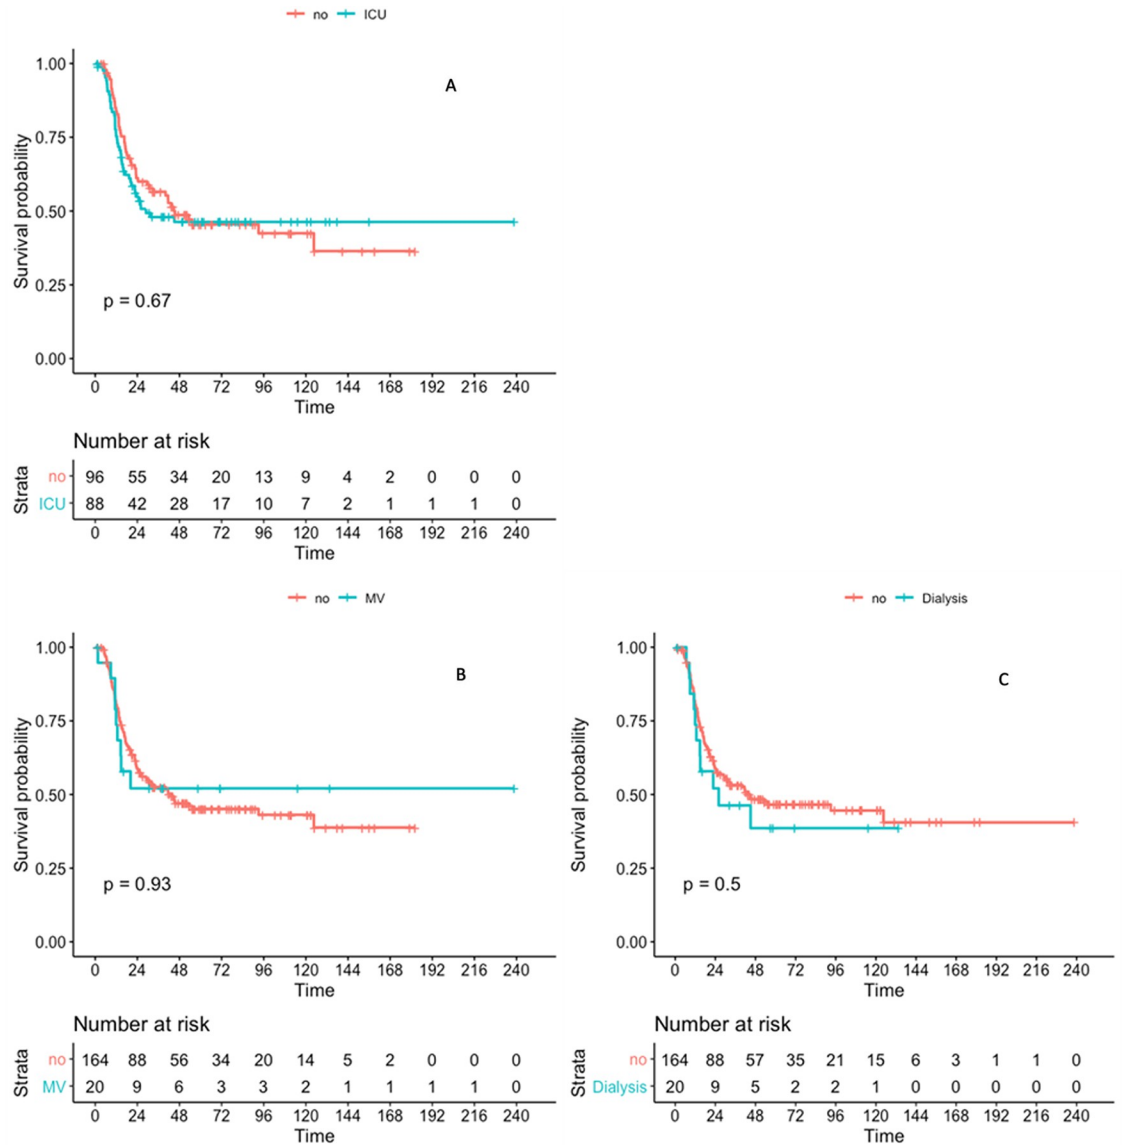 no ICU
A
1.00
0.75
0.50
0.25
0.00
Survival probability
p = 0.67
0 24 48 72 96 120 144 168 192 216 240
Time
Number at risk
Strata
no 96 55 34 20 13 9 4 2 0 0 0
ICU 88 42 28 17 10 7 2 1 1 1 0
0 24 48 72 96 120 144 168 192 216 240
Time
no MV
B
1.00
0.75
0.50
0.25
0.00
Survival probability
p = 0.93
0 24 48 72 96 120 144 168 192 216 240
Time
Number at risk
Strata
no 164 88 56 34 20 14 5 2 0 0 0
MV 20 9 6 3 3 2 1 1 1 1 0
0 24 48 72 96 120 144 168 192 216 240
Time
no Dialysis
C
1.00
0.75
0.50
0.25
0.00
Survival probability
p = 0.5
0 24 48 72 96 120 144 168 192 216 240
Time
Number at risk
Strata
no 164 88 57 35 21 15 6 3 1 1 0
Dialysis 20 9 5 2 2 1 0 0 0 0 0
0 24 48 72 96 120 144 168 192 216 240
Time